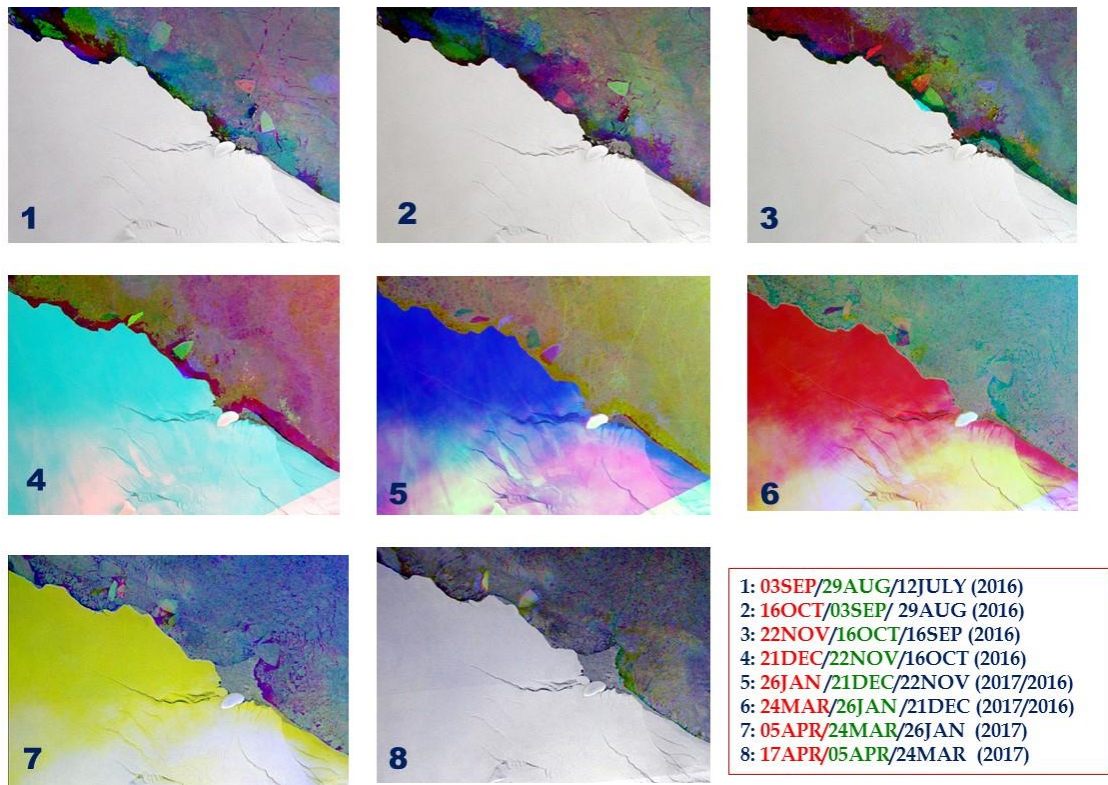 1
2
3
4
5
6
7
8
1: 03SEP/29AUG/12JULY (2016)
2: 16OCT/03SEP/ 29AUG (2016)
3: 22NOV/16OCT/16SEP (2016)
4: 21DEC/22NOV/16OCT (2016)
5: 26JAN /21DEC/22NOV (2017/2016)
6: 24MAR/26JAN /21DEC (2017/2016)
7: 05APR/24MAR/26JAN (2017)
8: 17APR/05APR/24MAR (2017)